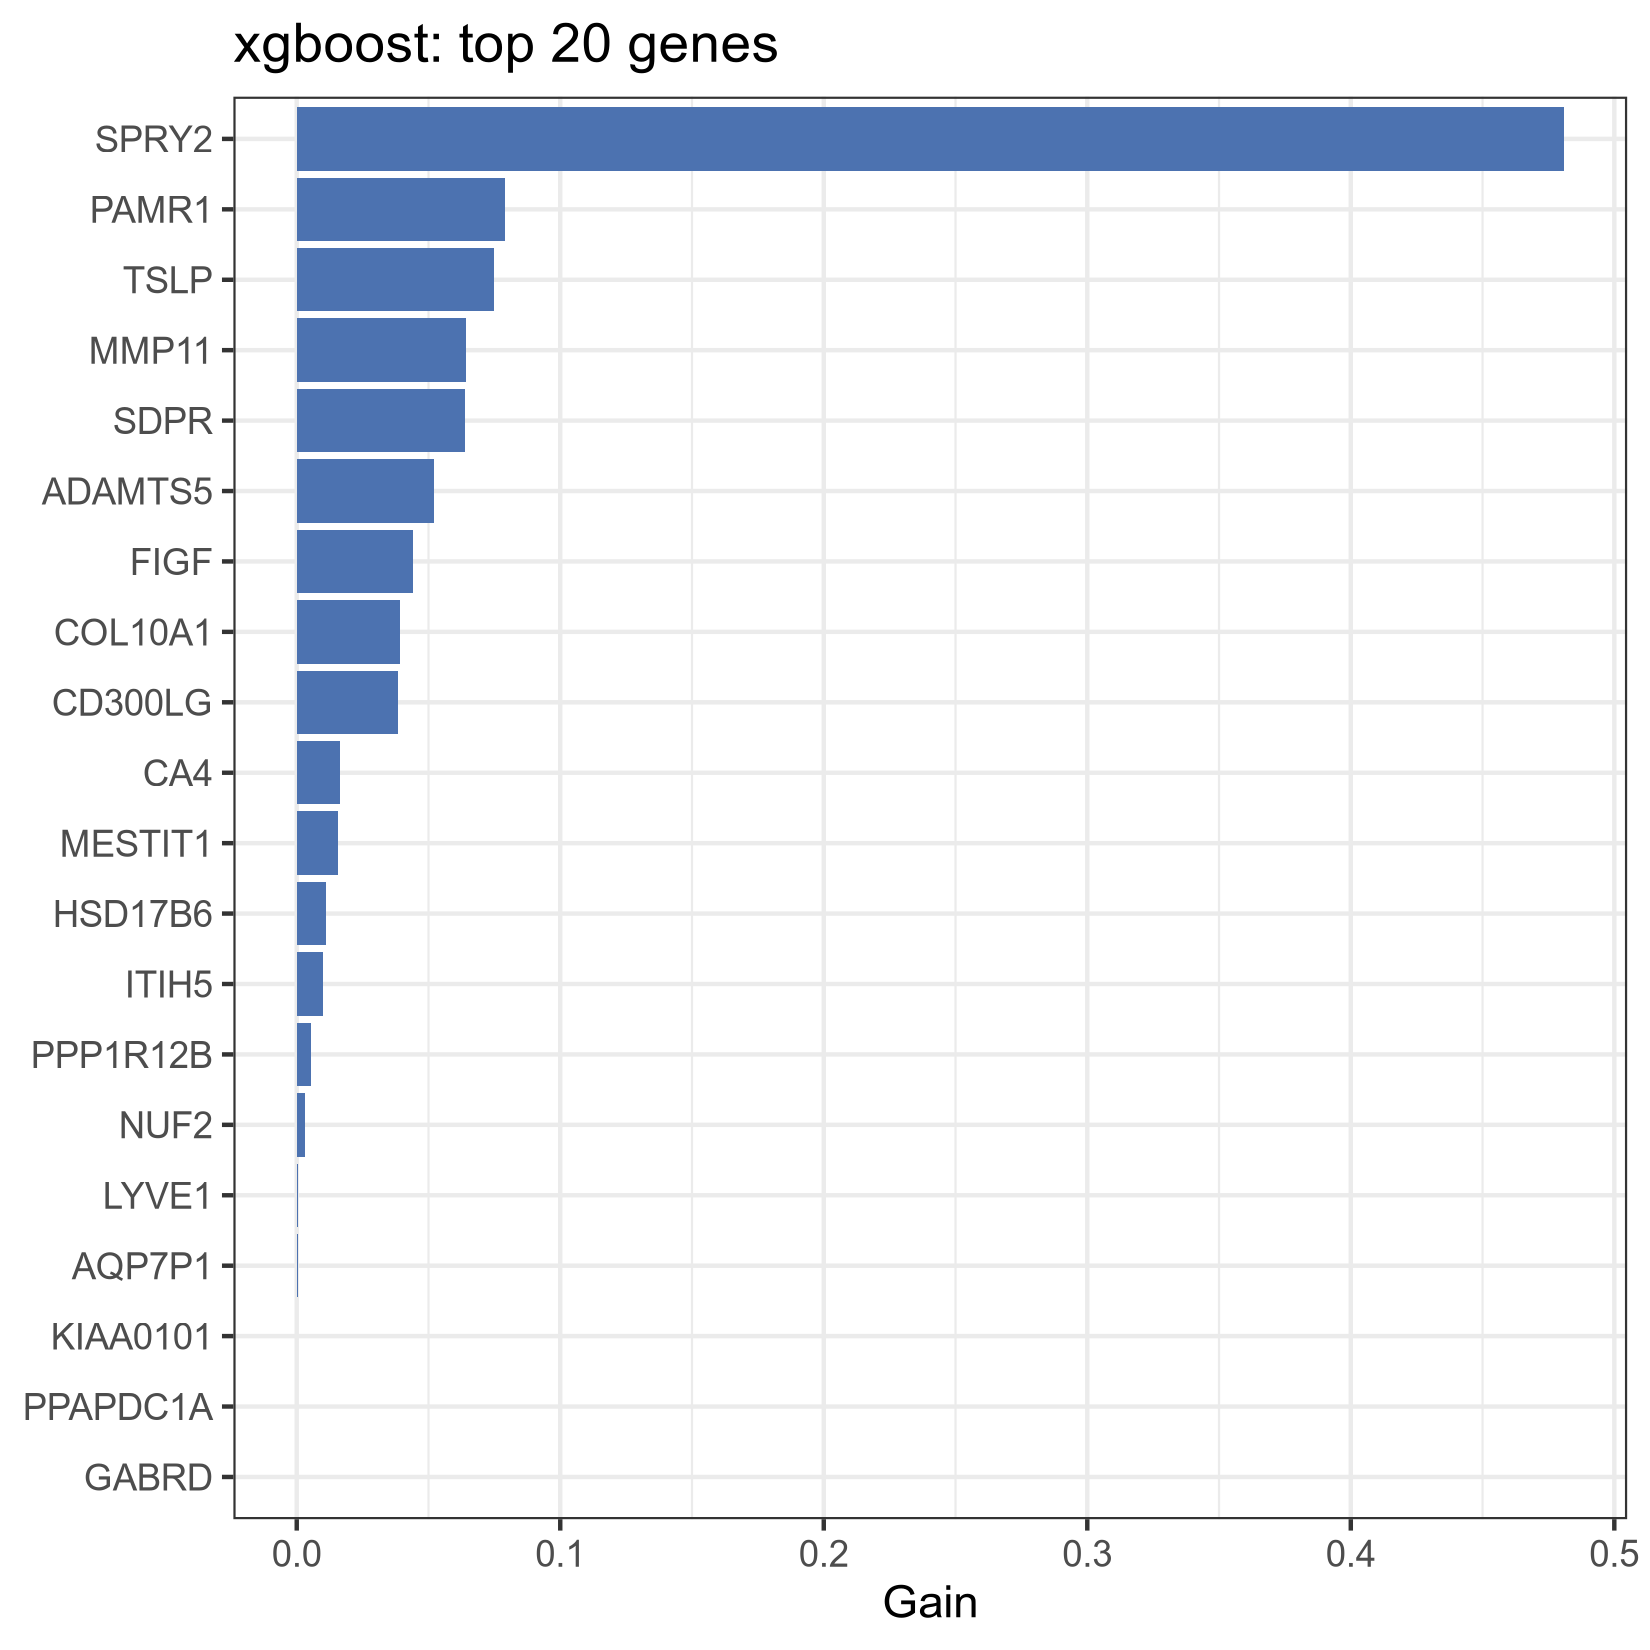 xgboost: top 20 genes
SPRY2
PAMR1
TSLP
MMP11
SDPR
ADAMTS5
FIGF
COL10A1
CD300LG
CA4
MESTIT1
HSD17B6
ITIH5
PPP1R12B
NUF2
LYVE1
AQP7P1
KIAA0101
PPAPDC1A
GABRD
0.0 0.1 0.2 0.3 0.4 0.5
Gain